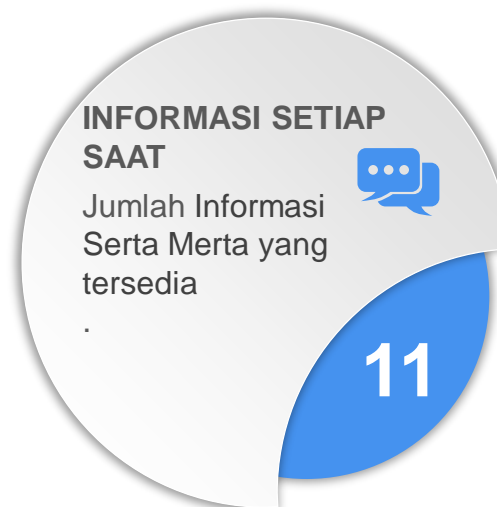 INFORMASI SETIAP
SAAT
Jumlah Informasi
Serta Merta yang
tersedia
.
11